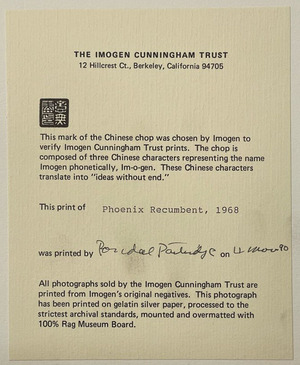 THE IMOGEN CUNNINGHAM TRUST
12 Hillcrest Ct., Berkeley, California 94705
This mark of the Chinese chop was chosen by Imogen to
verify Imogen Cunningham Trust prints. The chop is
composed of three Chinese characters representing the name
Imogen phonetically, Im-o-gen. These Chinese characters
translate into "ideas without end."
This print of Phoenix Recumbent, 1968
was printed by Rondal Partridge on 90
All photographs sold by the Imogen Cunningham Trust are
printed from Imogen's original negatives. This photograph
has been printed on gelatin silver paper, processed to the
strictest archival standards, mounted and overmatted with
100% Rag Museum Board.